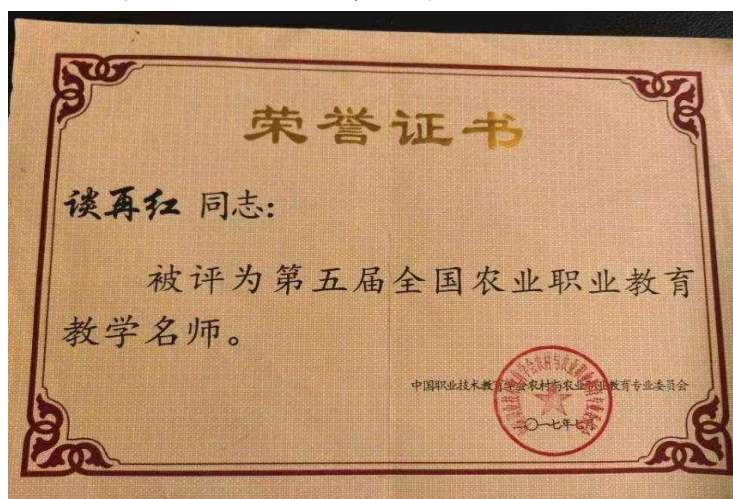 荣誉证书
谈再红 同志:
被评为第五届全国农业职业教育
教学名师。
中国职业技术教育学会农村与农业职业教育专业委员会
二〇一七年七月